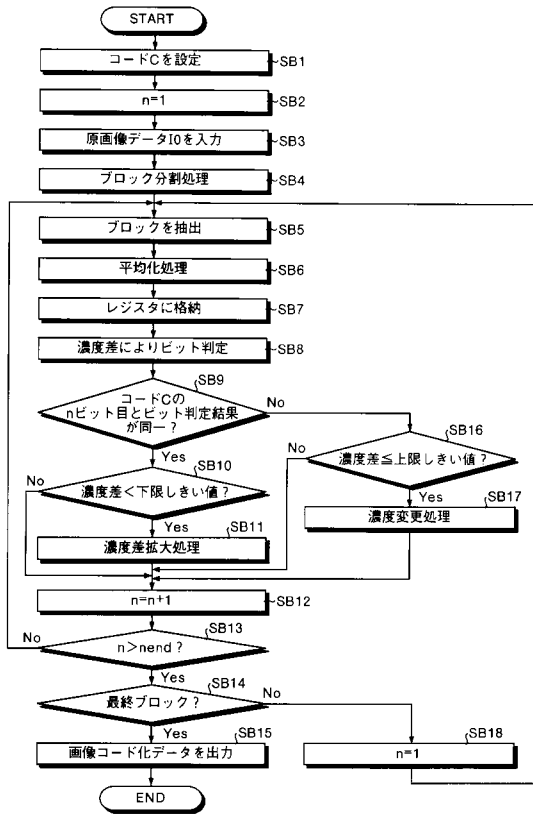 START
コードCを設定
SB1
n=1
SB2
原画像データI0を入力
SB3
ブロック分割処理
SB4
ブロックを抽出
SB5
平均化処理
SB6
レジスタに格納
SB7
濃度差によりビット判定
SB8
SB9
コードCの
nビット目とビット判定結果
が同一？
No
Yes
SB16
濃度差≦上限しきい値？
No
Yes
SB10
濃度差<下限しきい値？
No
Yes
SB17
濃度変更処理
SB11
濃度差拡大処理
n=n+1
SB12
SB13
n>nend？
No
Yes
SB14
最終ブロック？
No
Yes
SB15
画像コード化データを出力
SB18
n=1
END